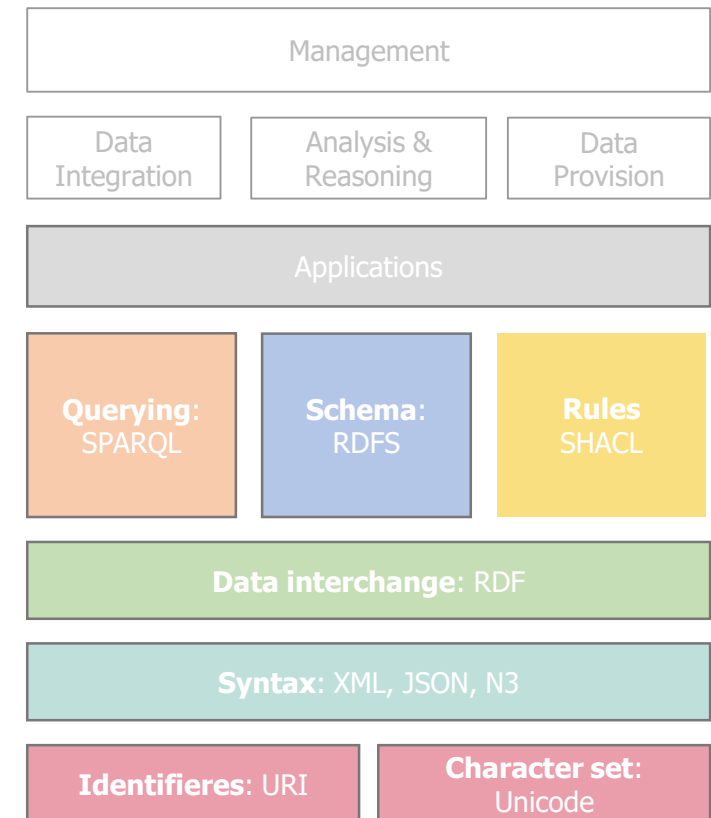 Management
Data
Integration
Analysis &
Reasoning
Data
Provision
Applications
Querying:
SPARQL
Schema:
RDFS
Rules
SHACL
Data interchange: RDF
Syntax: XML, JSON, N3
Identifieres: URI
Character set:
Unicode